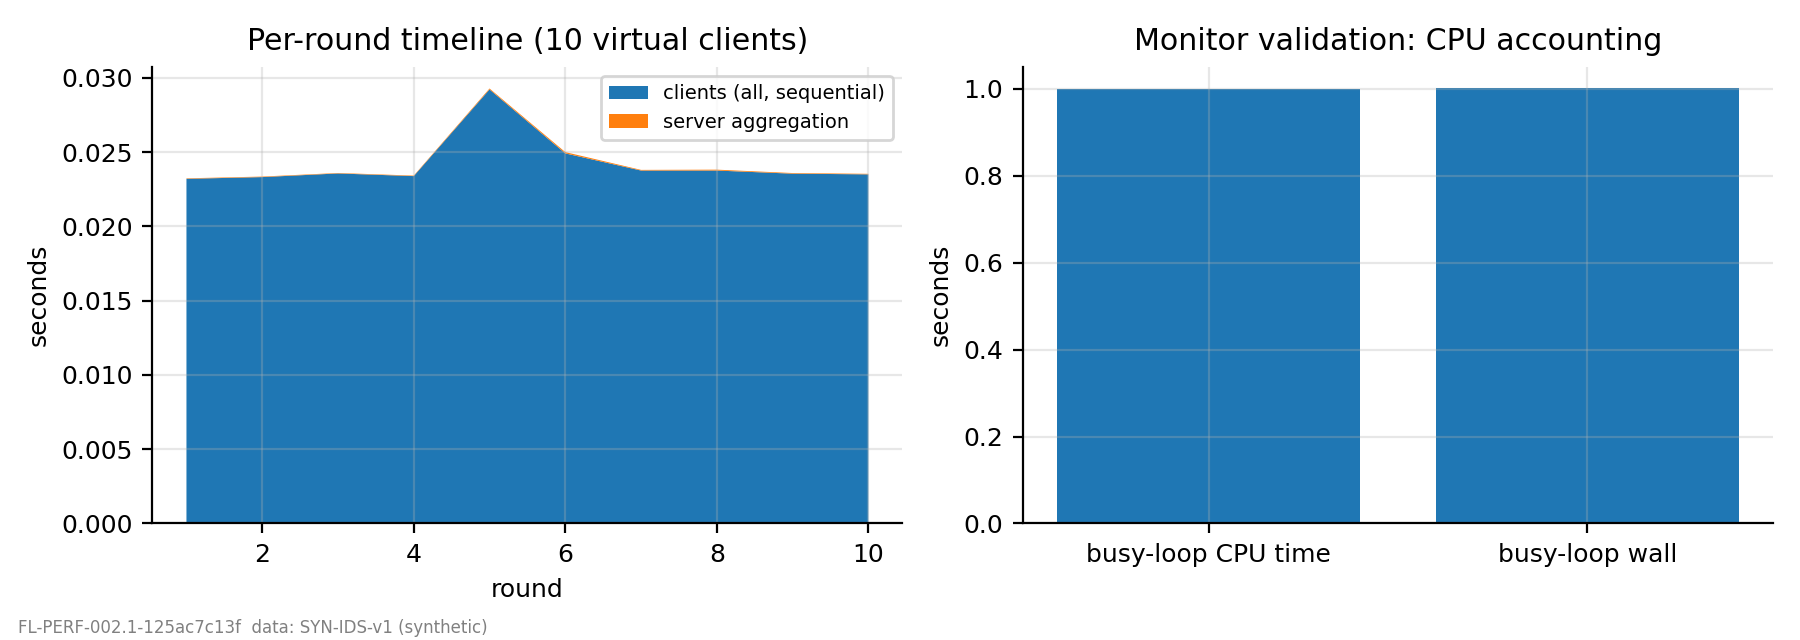 Per-round timeline (10 virtual clients)
0.030
0.025
0.020
0.015
0.010
0.005
0.000
seconds
clients (all, sequential)
server aggregation
2 4 6 8 10
round
Monitor validation: CPU accounting
1.0
0.8
0.6
0.4
0.2
0.0
seconds
busy-loop CPU time busy-loop wall
FL-PERF-002.1-125ac7c13f data: SYN-IDS-v1 (synthetic)